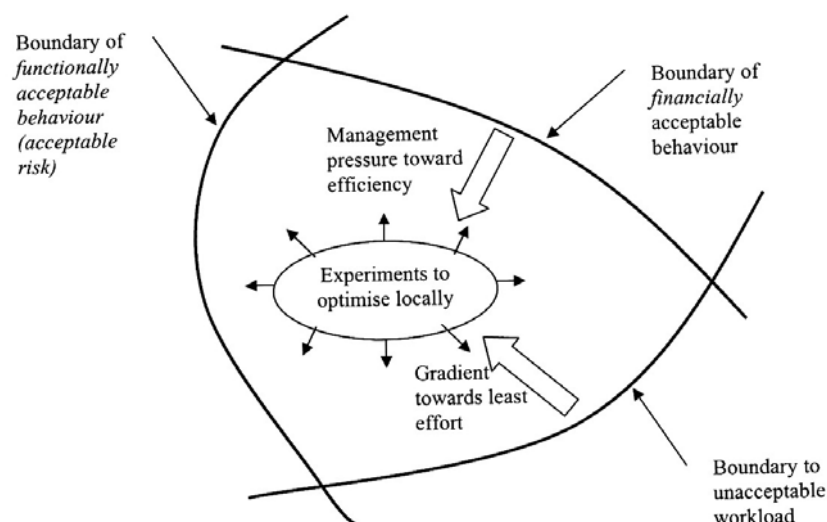 Boundary of
functionally
acceptable
behaviour
(acceptable
risk)
Boundary of
financially
acceptable
behaviour
Management
pressure toward
efficiency
Experiments to
optimise locally
Gradient
towards least
effort
Boundary to
unacceptable
workload